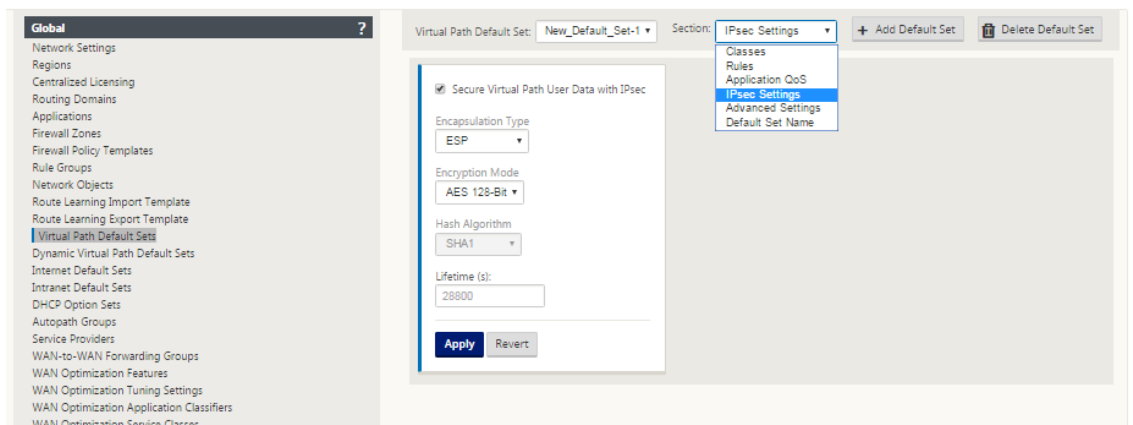 Global ?
Network Settings
Regions
Centralized Licensing
Routing Domains
Applications
Firewall Zones
Firewall Policy Templates
Rule Groups
Network Objects
Route Learning Import Template
Route Learning Export Template
Virtual Path Default Sets
Dynamic Virtual Path Default Sets
Internet Default Sets
Intranet Default Sets
DHCP Option Sets
Autopath Groups
Service Providers
WAN-to-WAN Forwarding Groups
WAN Optimization Features
WAN Optimization Tuning Settings
WAN Optimization Application Classifiers
WAN Optimization Service Classes
Virtual Path Default Set: New_Default_Set-1 Section: IPsec Settings + Add Default Set Delete Default Set
Classes
Rules
Application QoS
IPsec Settings
Advanced Settings
Default Set Name
Secure Virtual Path User Data with IPsec
Encapsulation Type
ESP
Encryption Mode
AES 128-Bit
Hash Algorithm
SHA1
Lifetime (s):
28800
Apply Revert